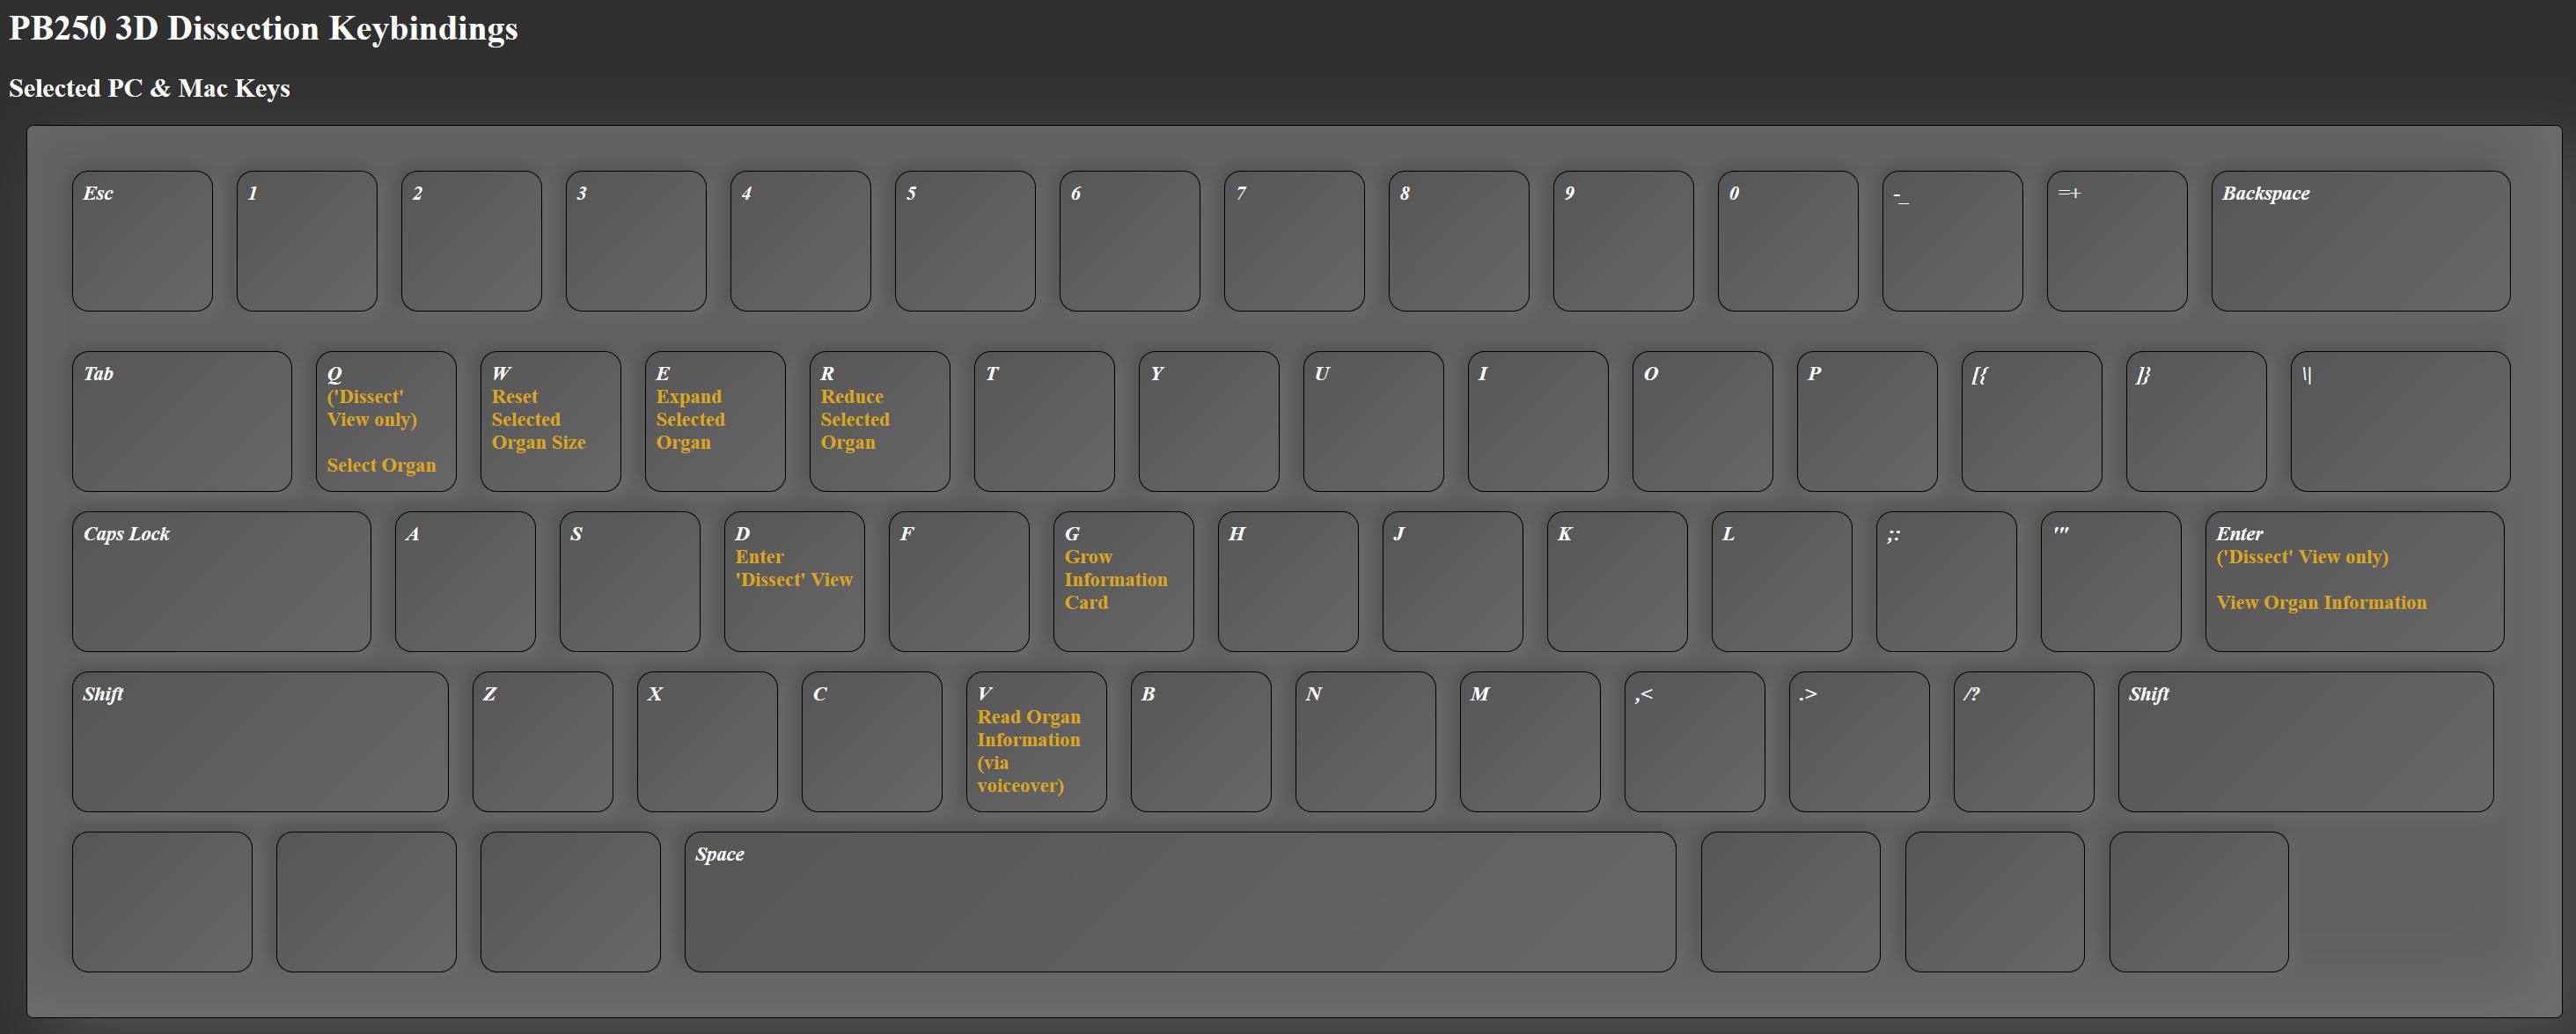 PB250 3D Dissection Keybindings
Selected PC & Mac Keys
Esc
1
2
3
4
5
6
7
8
9
0
-_
=+
Backspace
Tab
Q
('Dissect'
View only)
Select Organ
W
Reset
Selected
Organ Size
E
Expand
Selected
Organ
R
Reduce
Selected
Organ
T
Y
U
I
O
P
[{
]}
\|
Caps Lock
A
S
D
Enter
'Dissect' View
F
G
Grow
Information
Card
H
J
K
L
;:
'"
Enter
('Dissect' View only)
View Organ Information
Shift
Z
X
C
V
Read Organ
Information
(via
voiceover)
B
N
M
,<
.>
/?
Shift
Space